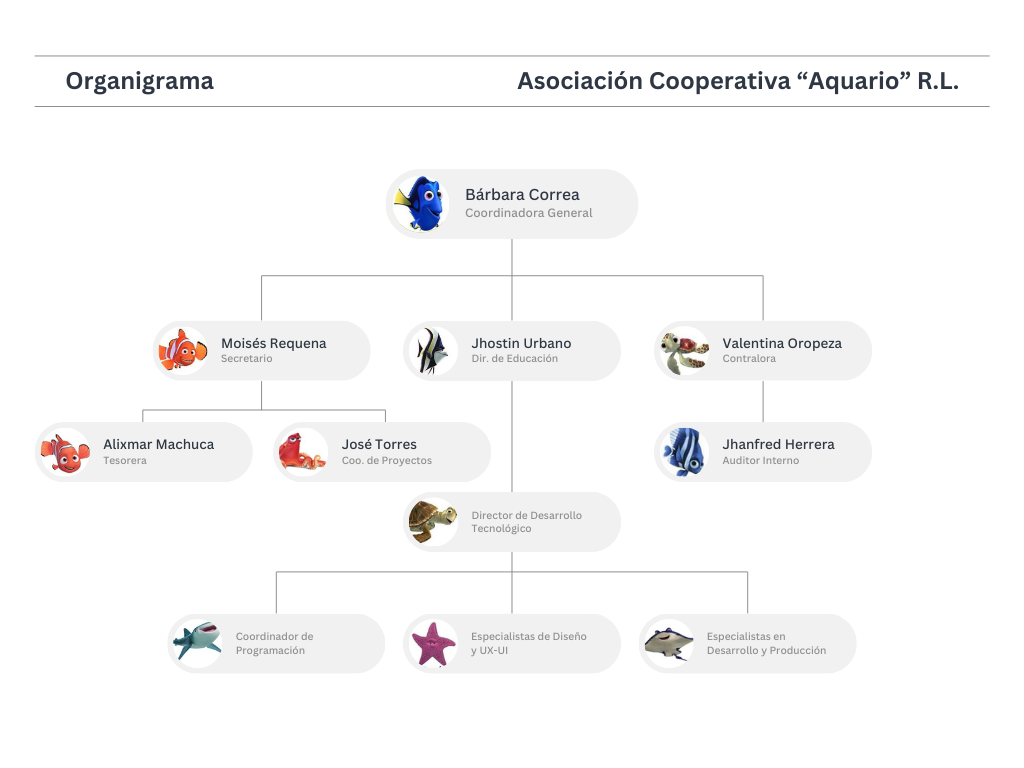 Organigrama
Asociación Cooperativa “Aquario” R.L.
Bárbara Correa
Coordinadora General
Moisés Requena
Secretario
Jhostin Urbano
Dir. de Educación
Valentina Oropeza
Contralora
Alixmar Machuca
Tesorera
José Torres
Coo. de Proyectos
Jhanfred Herrera
Auditor Interno
Director de Desarrollo
Tecnológico
Coordinador de
Programación
Especialistas de Diseño
y UX-UI
Especialistas en
Desarrollo y Producción